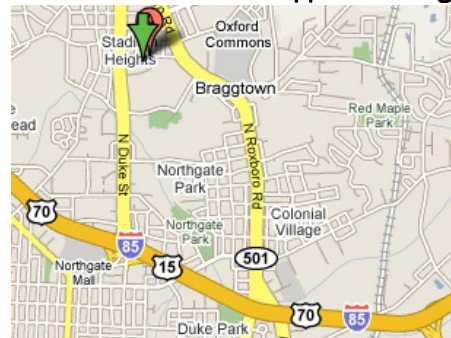 Oxford
Commons
Rd
Heights
Braggtown
Red Maple
Park
ead
N Duke St
N Roxboro Rd
Northgate
Park
Colonial
Village
70
Northgate
Park
85
501
15
Northgate
Mall
70
85
Duke Park